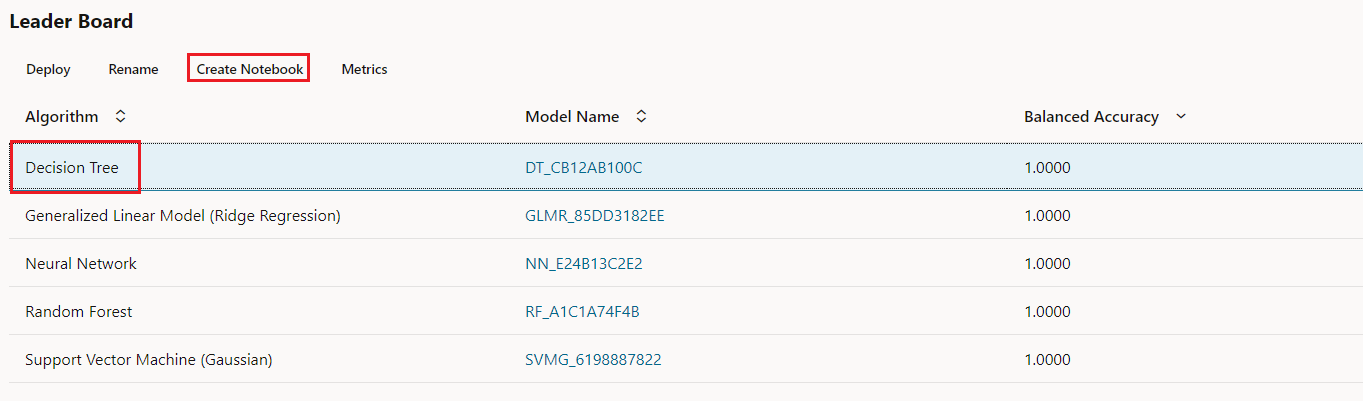 Leader Board
Deploy Rename Create Notebook Metrics
Algorithm Model Name Balanced Accuracy
Decision Tree DT_CB12AB100C 1.0000
Generalized Linear Model (Ridge Regression) GLMR_85DD3182EE 1.0000
Neural Network NN_E24B13C2E2 1.0000
Random Forest RF_A1C1A74F4B 1.0000
Support Vector Machine (Gaussian) SVMG_6198887822 1.0000